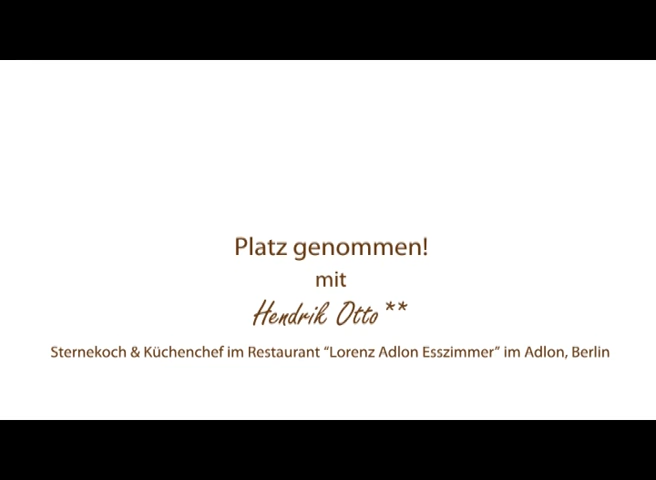 Platz genommen!
mit
Hendrik Otto**
Sternekoch & Küchenchef im Restaurant “Lorenz Adlon Esszimmer” im Adlon, Berlin